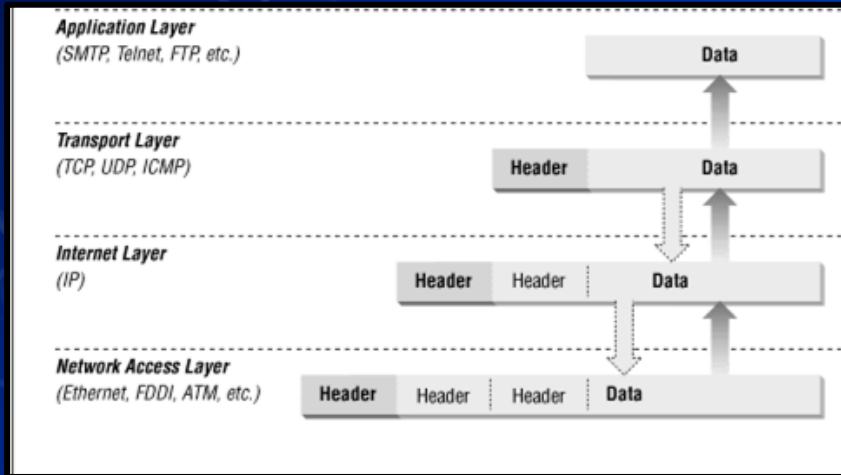 Application Layer
(SMTP, Telnet, FTP, etc.)
Data
Transport Layer
(TCP, UDP, ICMP)
Header Data
Internet Layer
(IP)
Header Header Data
Network Access Layer
(Ethernet, FDDI, ATM, etc.)
Header Header Header Data